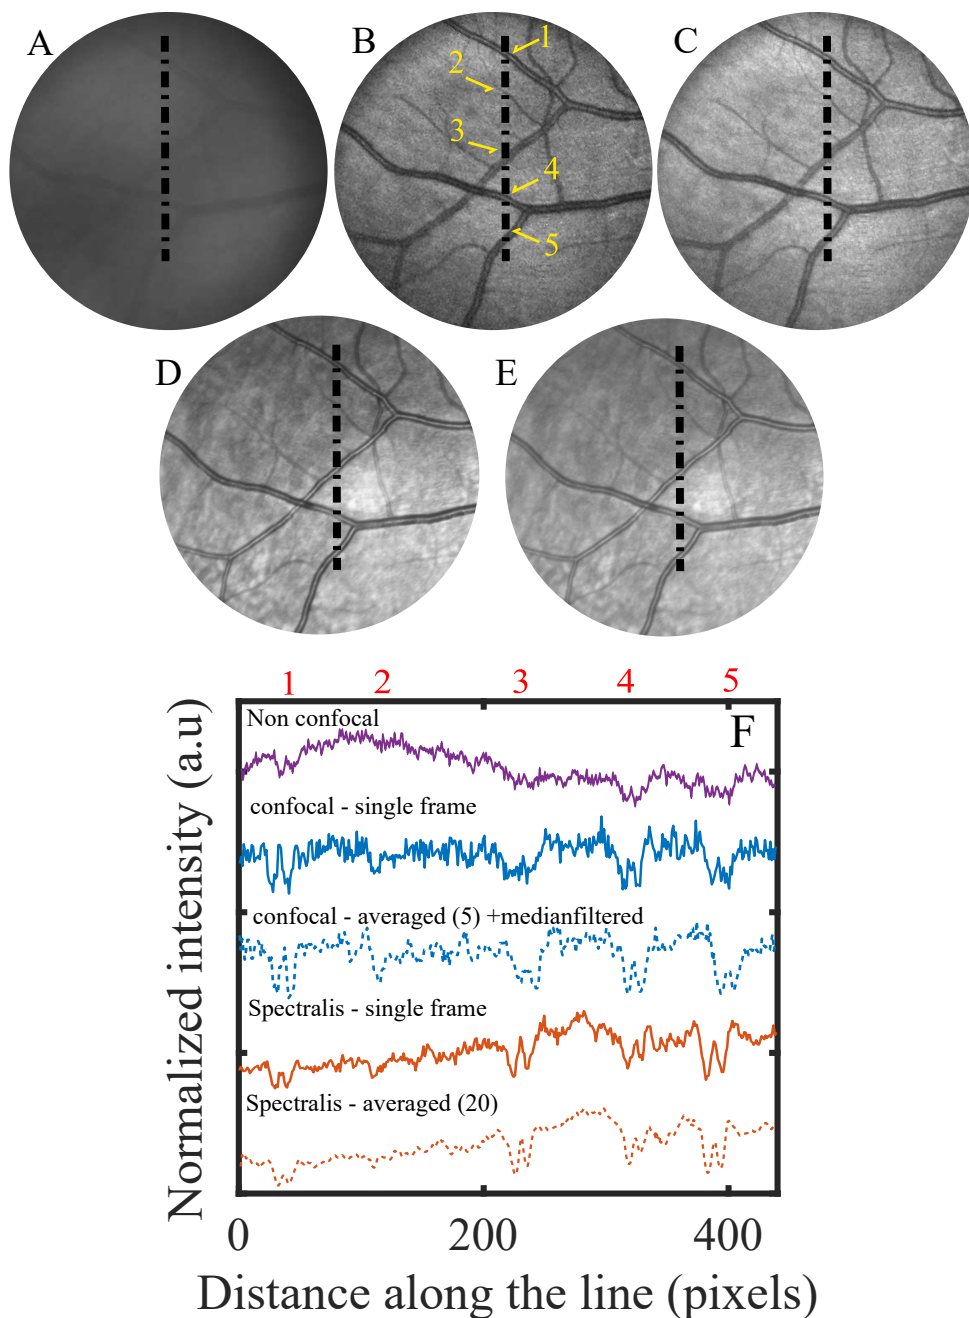 A
B
C
1
2
3
4
5
D
E
1 2 3 4 5
Non confocal
F
confocal - single frame
confocal - averaged (5) +medianfiltered
Spectralis - single frame
Spectralis - averaged (20)
Normalized intensity (a.u)
0 200 400
Distance along the line (pixels)